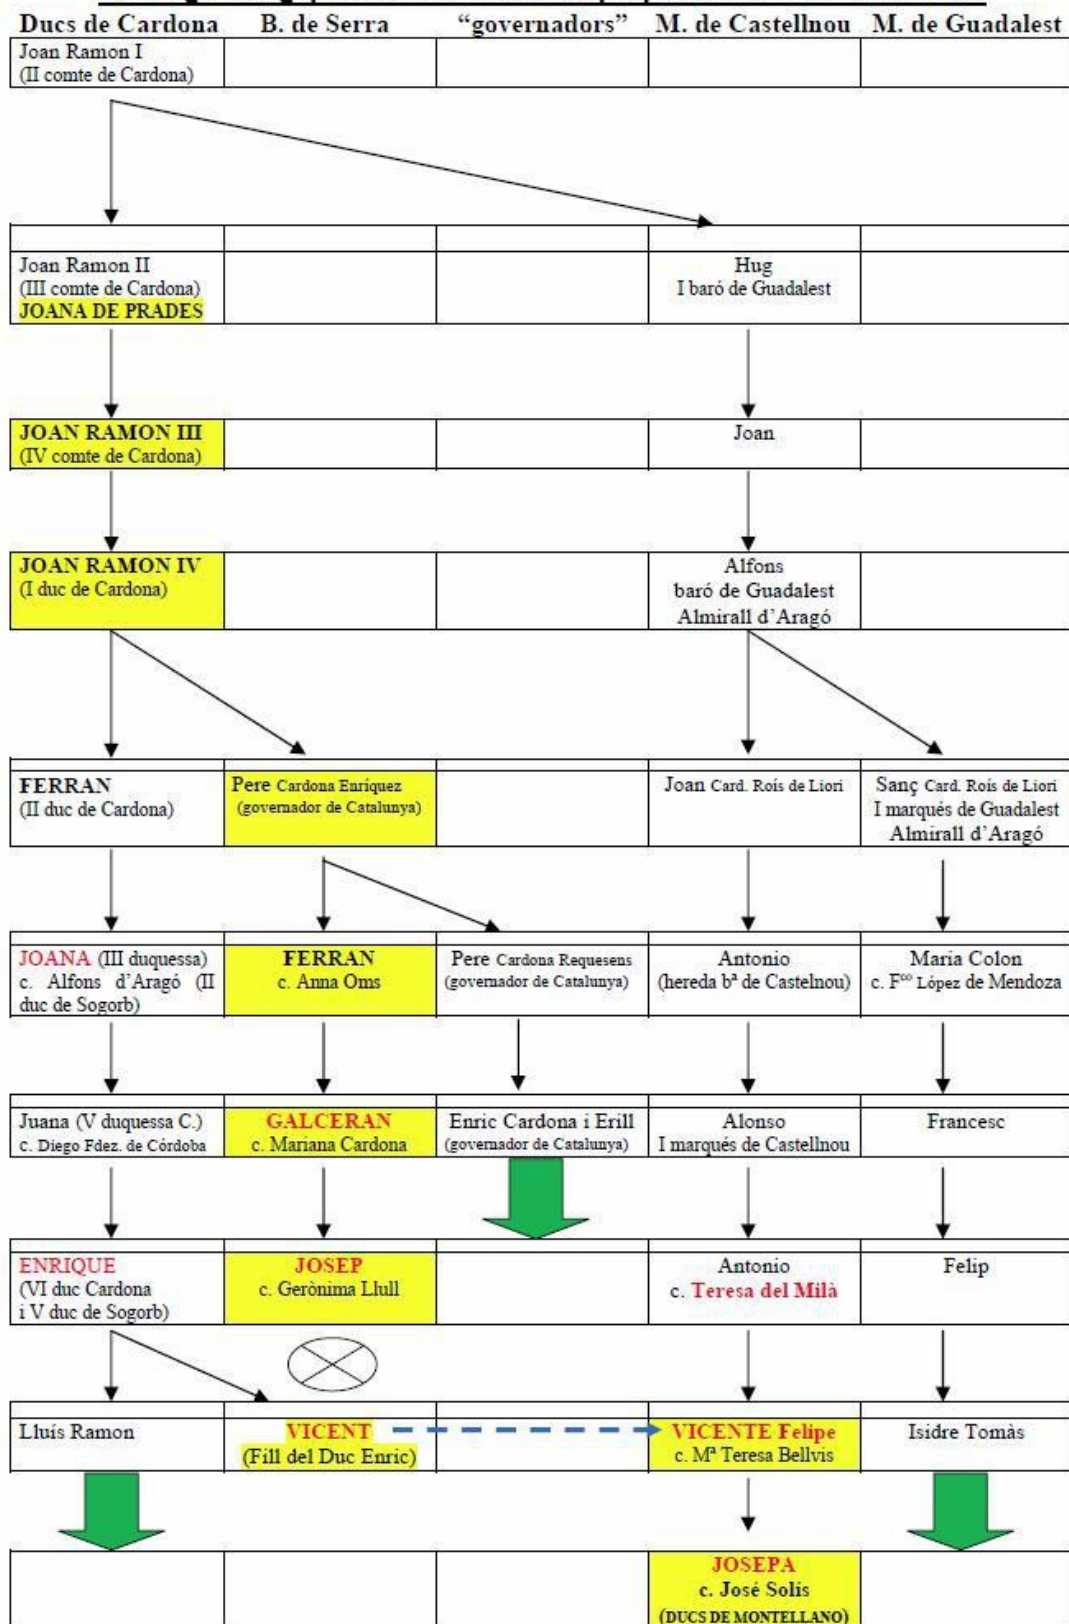 Ducs de Cardona B. de Serra "governadors" M. de Castellnou M. de Guadalest
Joan Ramon I
(II comte de Cardona)
Joan Ramon II
(III comte de Cardona)
JOANA DE PRADES
Hug
I baró de Guadalest
JOAN RAMON III
(IV comte de Cardona)
Joan
JOAN RAMON IV
(I duc de Cardona)
Alfons
baró de Guadalest
Almirall d'Aragó
FERRAN
(II duc de Cardona)
Pere Cardona Enríquez
(governador de Catalunya)
Joan Card. Roís de Liori
Sanç Card. Roís de Liori
I marqués de Guadalest
Almirall d'Aragó
JOANA (III duquessa)
c. Alfons d'Aragó (II
duc de Sogorb)
FERRAN
c. Anna Oms
Pere Cardona Requesens
(governador de Catalunya)
Antonio
(hereda bª de Castelnou)
Maria Colon
c. Fᶜᵒ López de Mendoza
Juana (V duquessa C.)
c. Diego Fdez. de Córdoba
GALCERAN
c. Mariana Cardona
Enric Cardona i Erill
(governador de Catalunya)
Alonso
I marqués de Castellnou
Francesc
ENRIQUE
(VI duc Cardona
i V duc de Sogorb)
JOSEP
c. Gerònima Llull
Antonio
c. Teresa del Milà
Felip
Lluís Ramon
VICENT
(Fill del Duc Enric)
VICENTE Felipe
c. Mª Teresa Bellvis
Isidre Tomàs
JOSEPA
c. José Solís
(DUCS DE MONTELLANO)